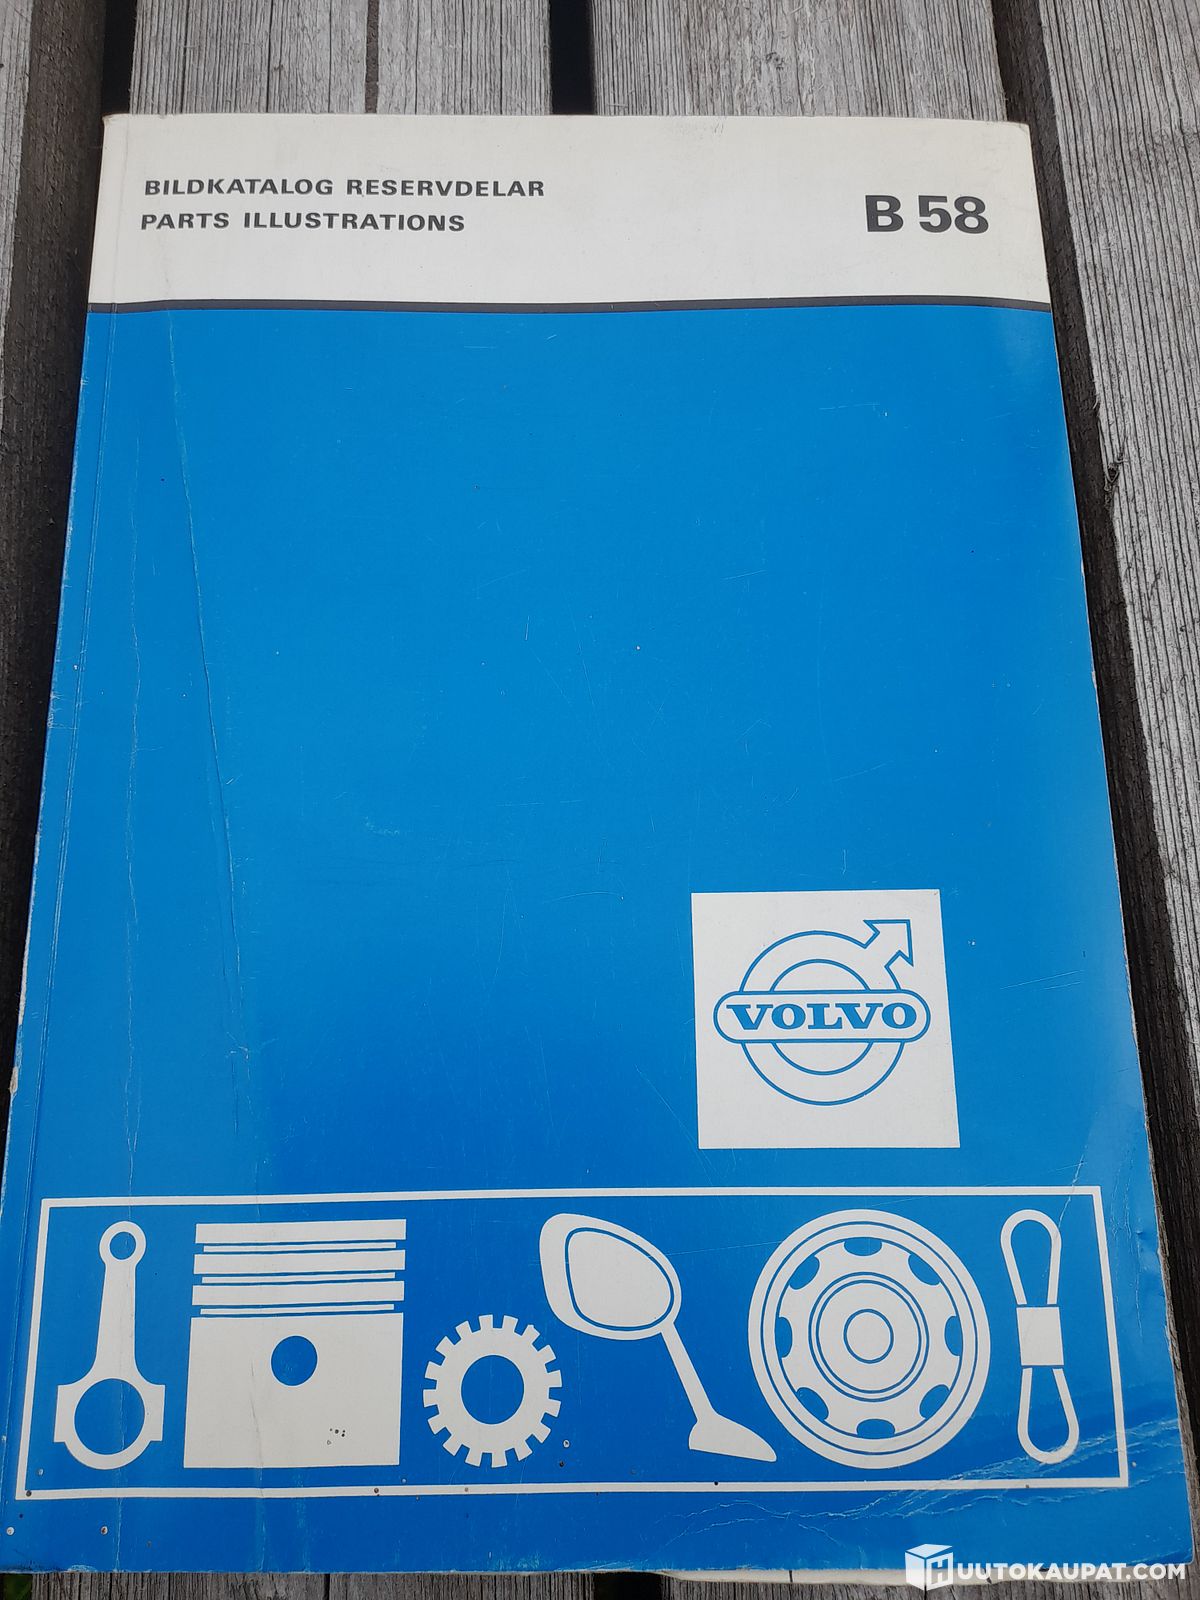 BILDKATALOG RESERVDELAR
PARTS ILLUSTRATIONS
B 58
VOLVO
HUUTOKAUPAT.COM